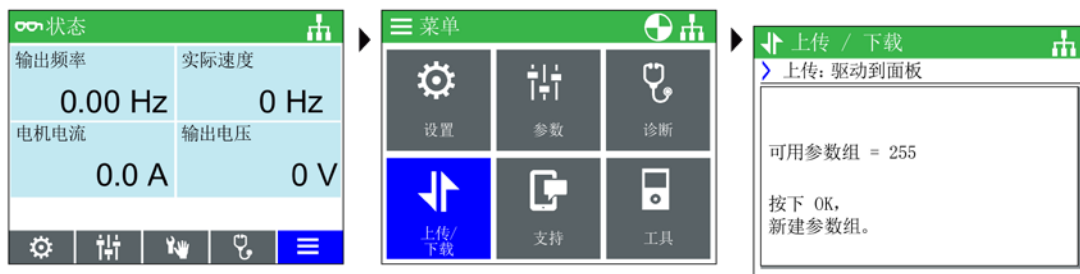 状态
输出频率
实际速度
0.00 Hz
0 Hz
电机电流
输出电压
0.0 A
0 V
菜单
设置
参数
诊断
上传/
下载
支持
工具
上传 / 下载
上传: 驱动到面板
可用参数组 = 255
按下 OK,
新建参数组。